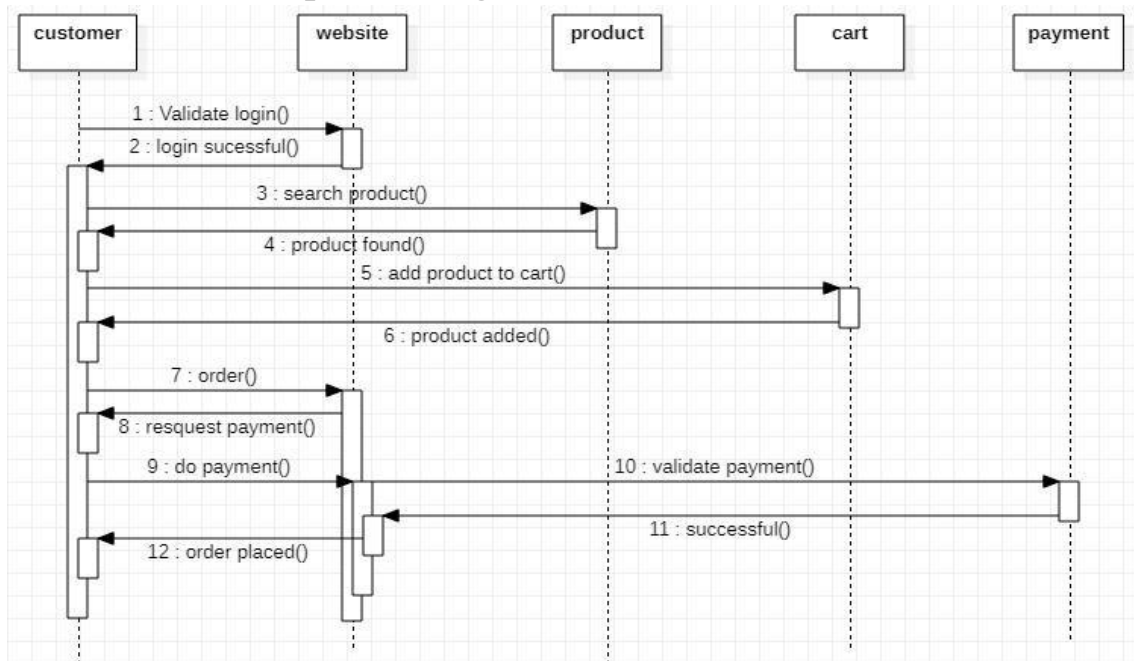 customer
website
product
cart
payment
1 : Validate login()
2 : login sucessful()
3 : search product()
4 : product found()
5 : add product to cart()
6 : product added()
7 : order()
8 : resquest payment()
9 : do payment()
10 : validate payment()
11 : successful()
12 : order placed()